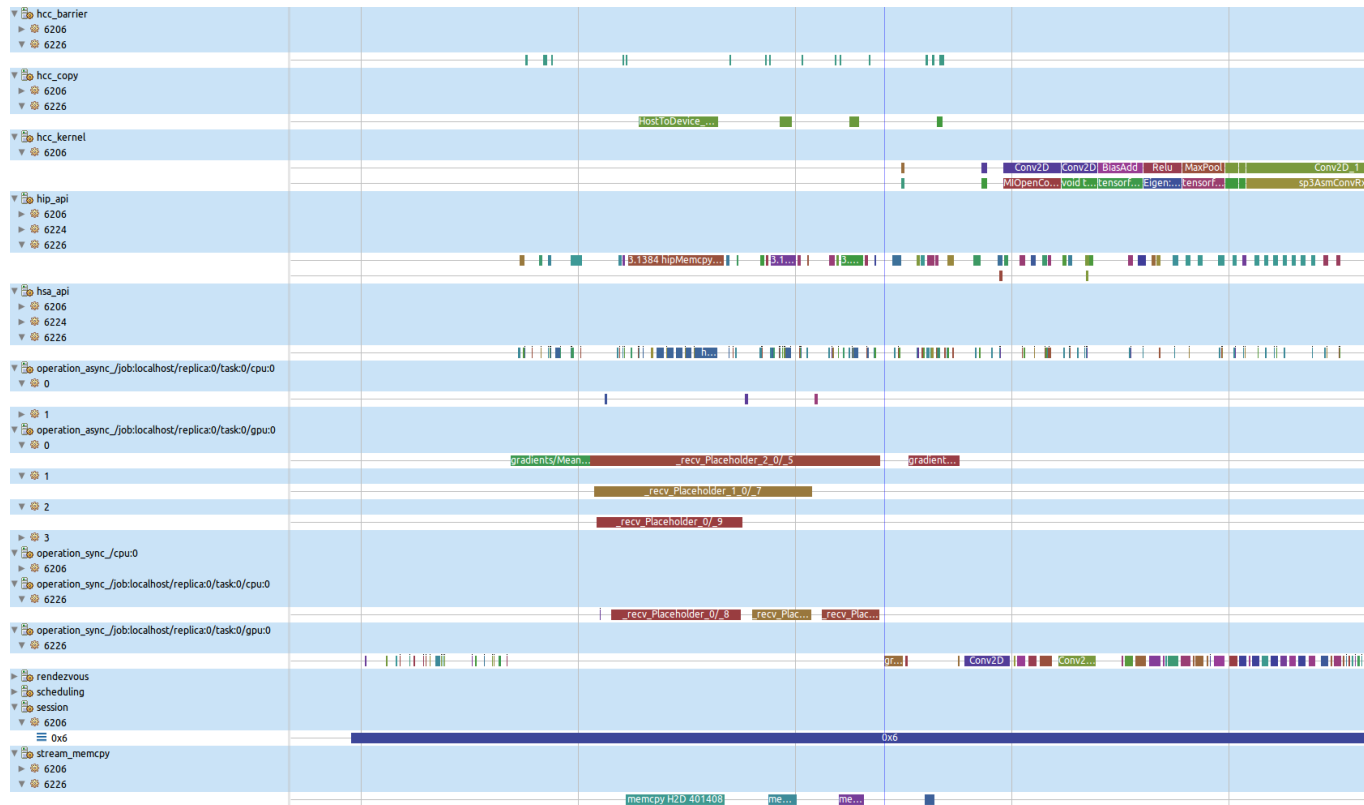 hcc_barrier
6206
6226
hcc_copy
6206
6226
HostToDevice_...
hcc_kernel
6206
Conv2D Conv2D BiasAdd Relu MaxPool Conv2D_1
MIOpenCo... void t... tensorf... Eigen:... tensorf... sp3AsmConvRx
hip_api
6206
6224
6226
3.1384 hipMemcpy... 3.1... 3....
hsa_api
6206
6224
6226
h...
operation_async_/job:localhost/replica:0/task:0/cpu:0
0
1
operation_async_/job:localhost/replica:0/task:0/gpu:0
0
gradients/Mean... _recv_Placeholder_2_0/_5 gradient...
1
_recv_Placeholder_1_0/_7
2
_recv_Placeholder_0/_9
3
operation_sync_/cpu:0
6206
operation_sync_/job:localhost/replica:0/task:0/cpu:0
6226
_recv_Placeholder_0/_8 _recv_Plac... _recv_Plac...
operation_sync_/job:localhost/replica:0/task:0/gpu:0
6226
gr... Conv2D Conv2...
rendezvous
scheduling
session
6206
0x6 0x6
stream_memcpy
6206
6226
memcpy H2D 401408 me... me...